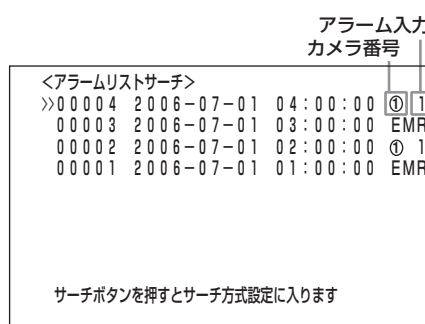 アラーム入力
カメラ番号
<アラームリストサーチ>
»00004 2006-07-01 04:00:00 ① 1
00003 2006-07-01 03:00:00 EMR
00002 2006-07-01 02:00:00 ① 1
00001 2006-07-01 01:00:00 EMR
サーチボタンを押すとサーチ方式設定に入ります